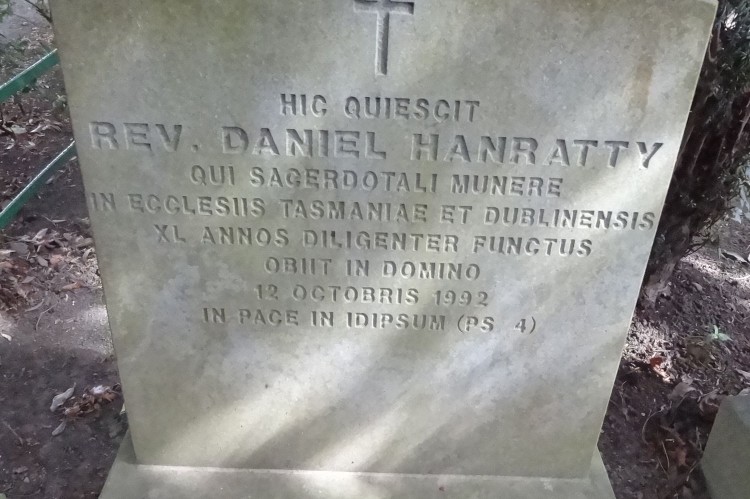 HIC QUIESCIT
REV. DANIEL HANRATTY
QUI SACERDOTALI MUNERE
IN ECCLESIIS TASMANIAE ET DUBLINENSIS
XL ANNOS DILIGENTER FUNCTUS
OBIIT IN DOMINO
12 OCTOBRIS 1992
IN PACE IN IDIPSUM (PS 4)